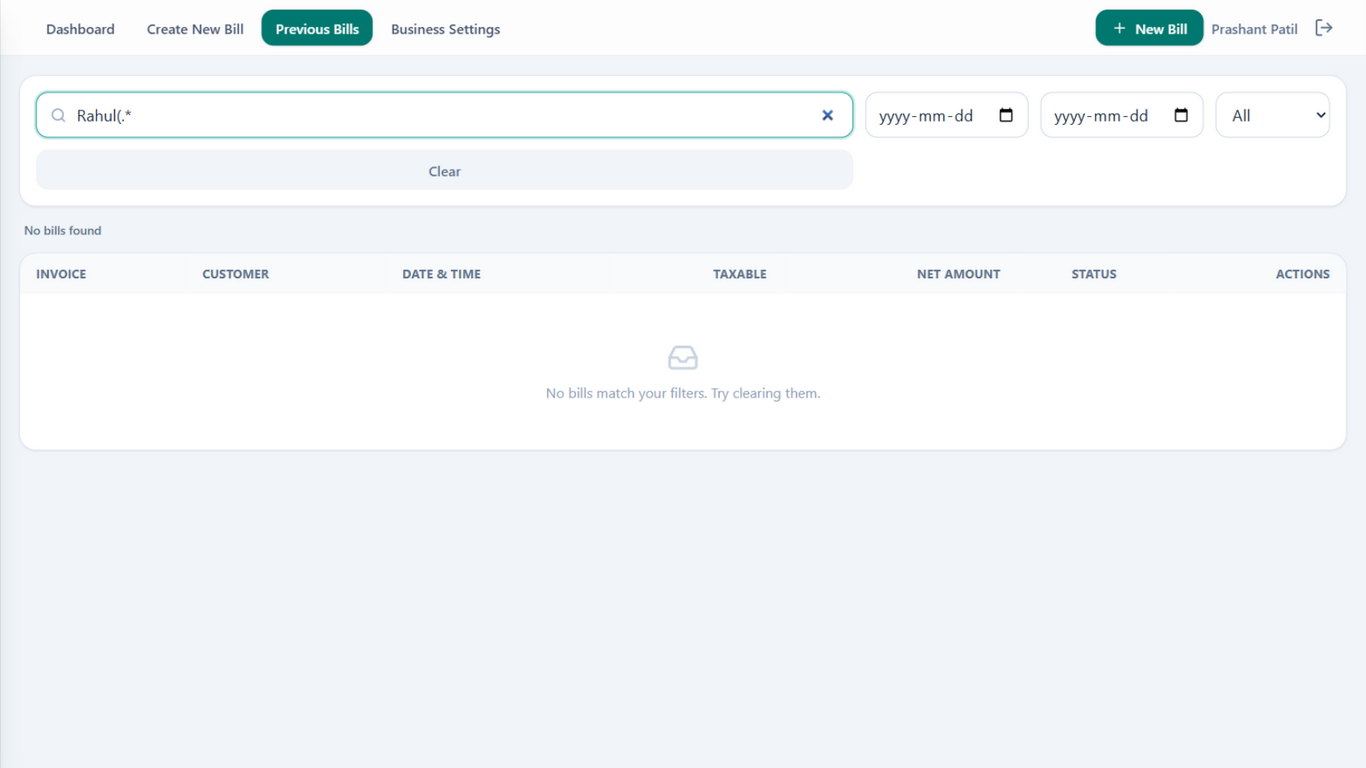 Dashboard Create New Bill Previous Bills Business Settings + New Bill Prashant Patil
Rahul(.* yyyy-mm-dd yyyy-mm-dd All
Clear
No bills found
INVOICE CUSTOMER DATE & TIME TAXABLE NET AMOUNT STATUS ACTIONS
No bills match your filters. Try clearing them.